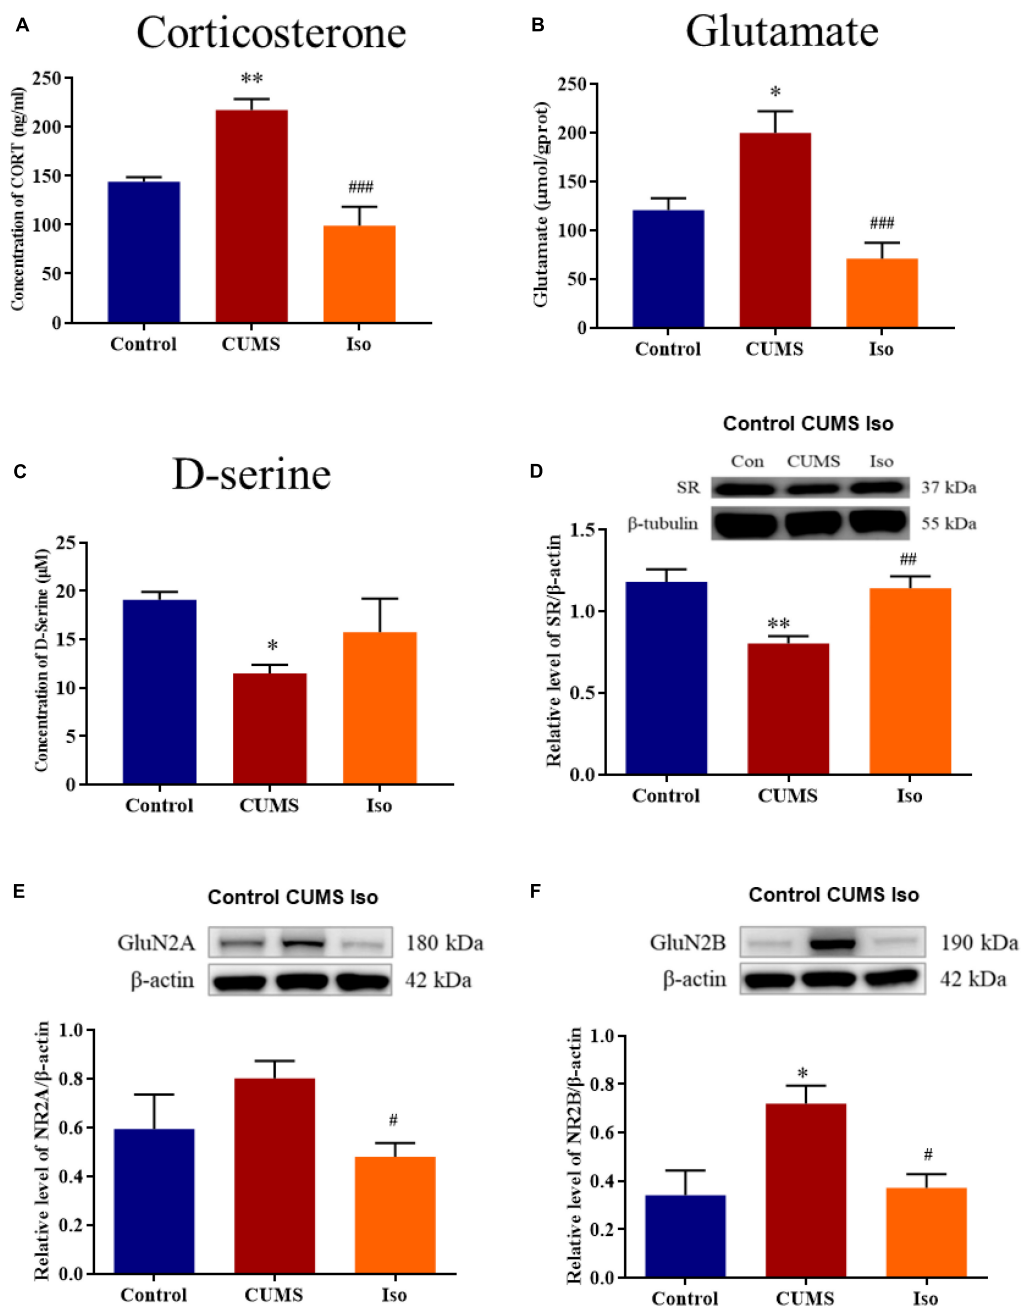 A
Corticosterone
Concentration of CORT (ng/ml)
250
200
150
100
50
0
**
###
Control CUMS Iso
B
Glutamate
Glutamate (μmol/gprot)
250
200
150
100
50
0
*
###
Control CUMS Iso
C
D-serine
Concentration of D-Serine (μM)
25
20
15
10
5
0
*
Control CUMS Iso
D
Control CUMS Iso
Con CUMS Iso
SR 37 kDa
β-tubulin 55 kDa
Relative level of SR/β-actin
1.5
1.0
0.5
0.0
**
##
Control CUMS Iso
E
Control CUMS Iso
GluN2A 180 kDa
β-actin 42 kDa
Relative level of NR2A/β-actin
1.0
0.8
0.6
0.4
0.2
0.0
#
Control CUMS Iso
F
Control CUMS Iso
GluN2B 190 kDa
β-actin 42 kDa
Relative level of NR2B/β-actin
1.0
0.8
0.6
0.4
0.2
0.0
*
#
Control CUMS Iso